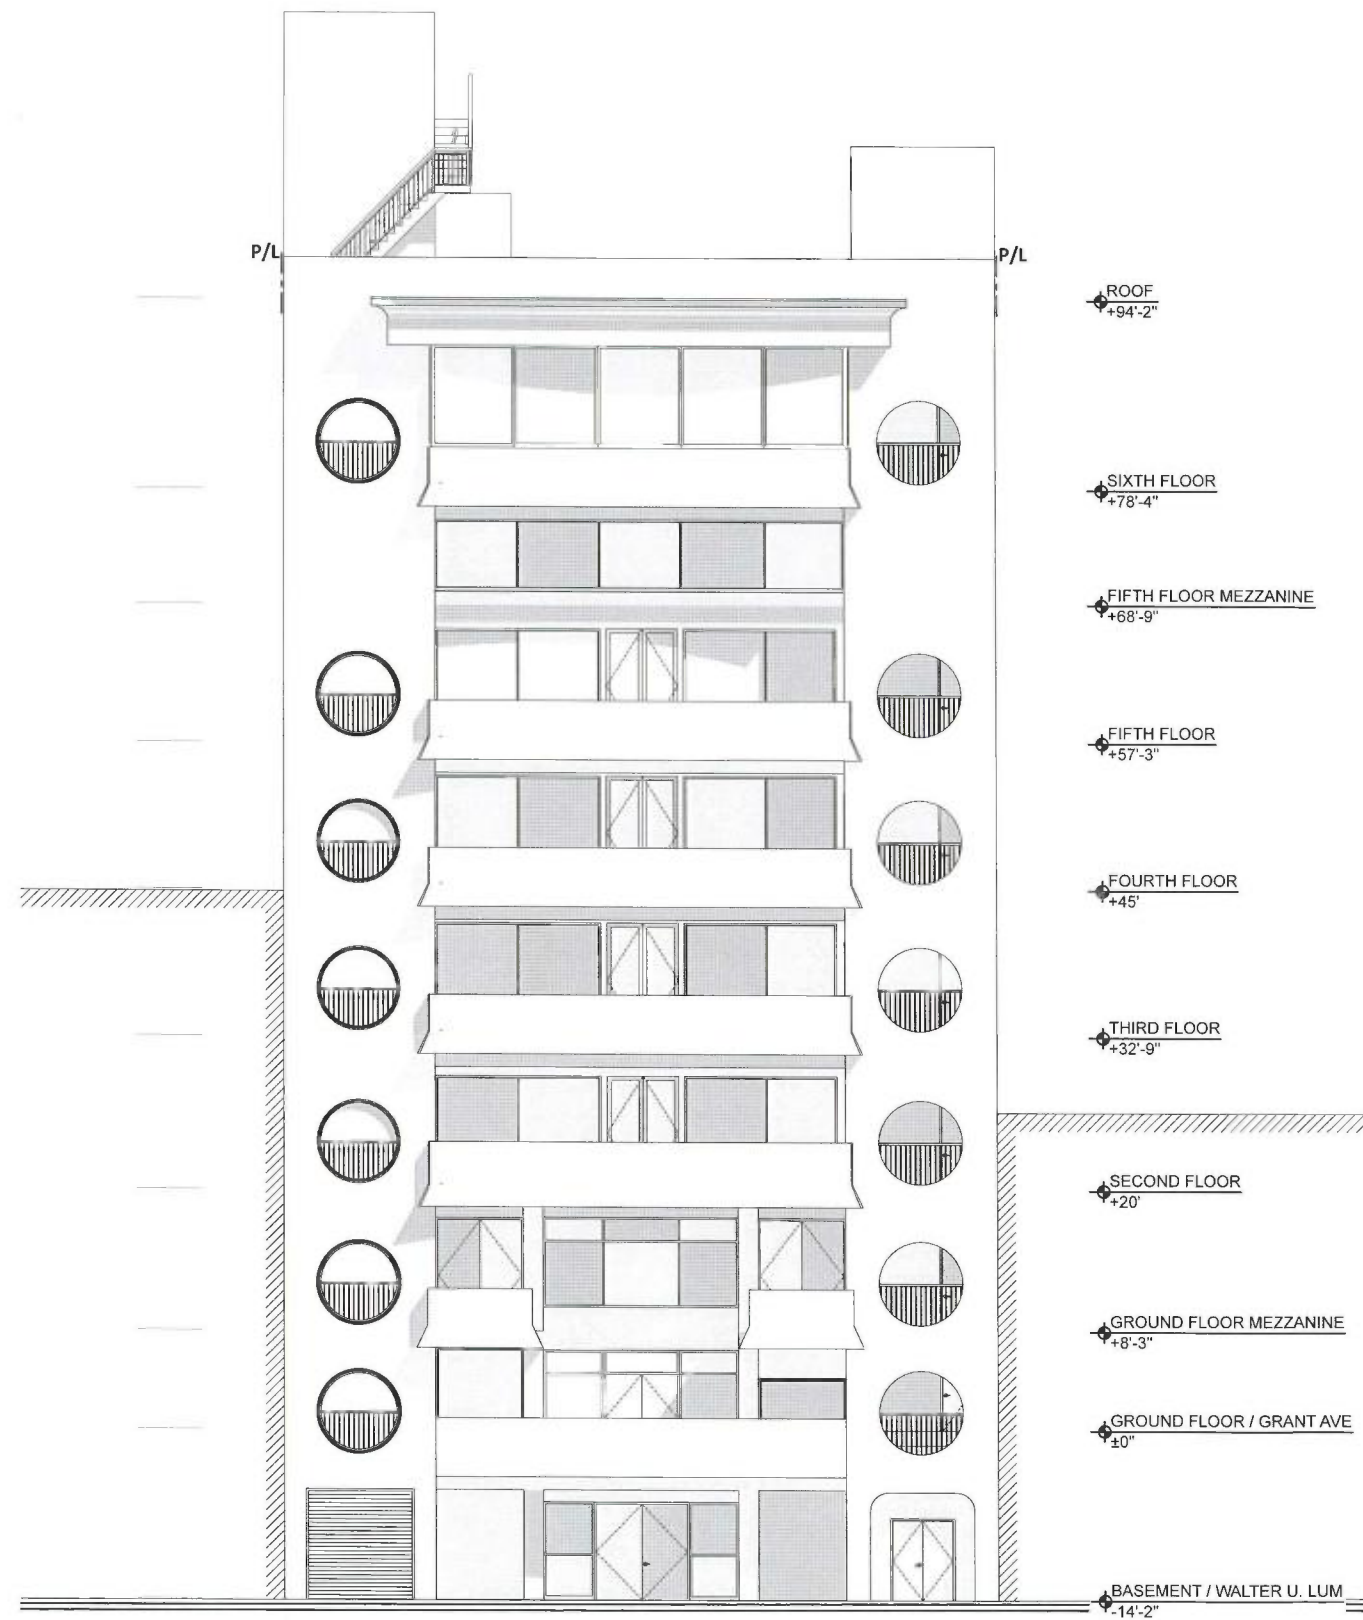 P/L
P/L
ROOF
+94'-2"
SIXTH FLOOR
+78'-4"
FIFTH FLOOR MEZZANINE
+68'-9"
FIFTH FLOOR
+57'-3"
FOURTH FLOOR
+45'
THIRD FLOOR
+32'-9"
SECOND FLOOR
+20'
GROUND FLOOR MEZZANINE
+8'-3"
GROUND FLOOR / GRANT AVE
±0"
BASEMENT / WALTER U. LUM
-14'-2"